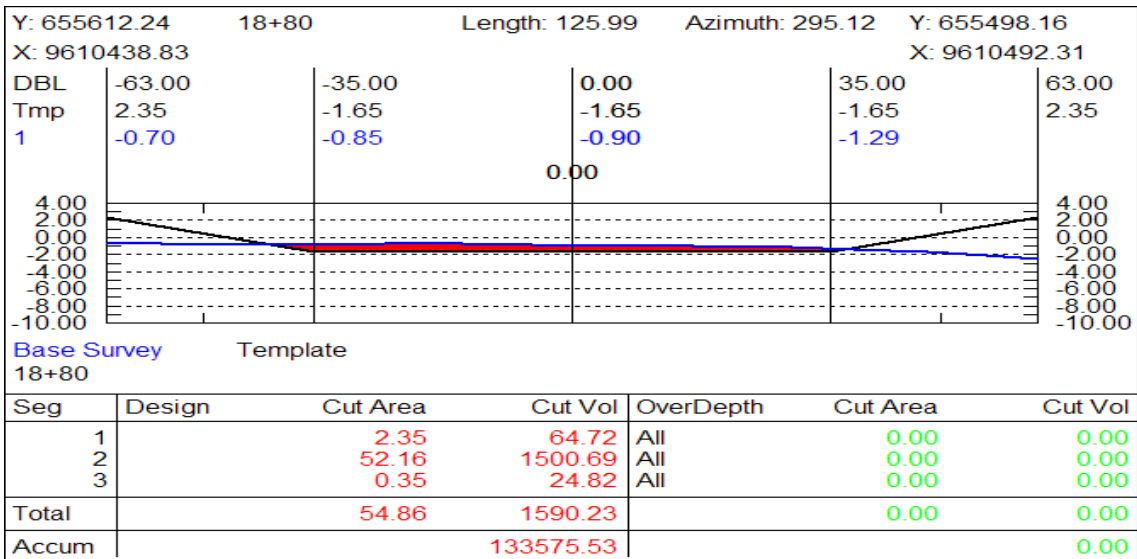 Y: 655612.24 18+80 Length: 125.99 Azimuth: 295.12 Y: 655498.16
X: 9610438.83 X: 9610492.31
DBL -63.00 -35.00 0.00 35.00 63.00
Tmp 2.35 -1.65 -1.65 -1.65 2.35
1 -0.70 -0.85 -0.90 -1.29
0.00
4.00 4.00
2.00 2.00
0.00 0.00
-2.00 -2.00
-4.00 -4.00
-6.00 -6.00
-8.00 -8.00
-10.00 -10.00
Base Survey Template
18+80
Seg Design Cut Area Cut Vol OverDepth Cut Area Cut Vol
1 2.35 64.72 All 0.00 0.00
2 52.16 1500.69 All 0.00 0.00
3 0.35 24.82 All 0.00 0.00
Total 54.86 1590.23 0.00 0.00
Accum 133575.53 0.00